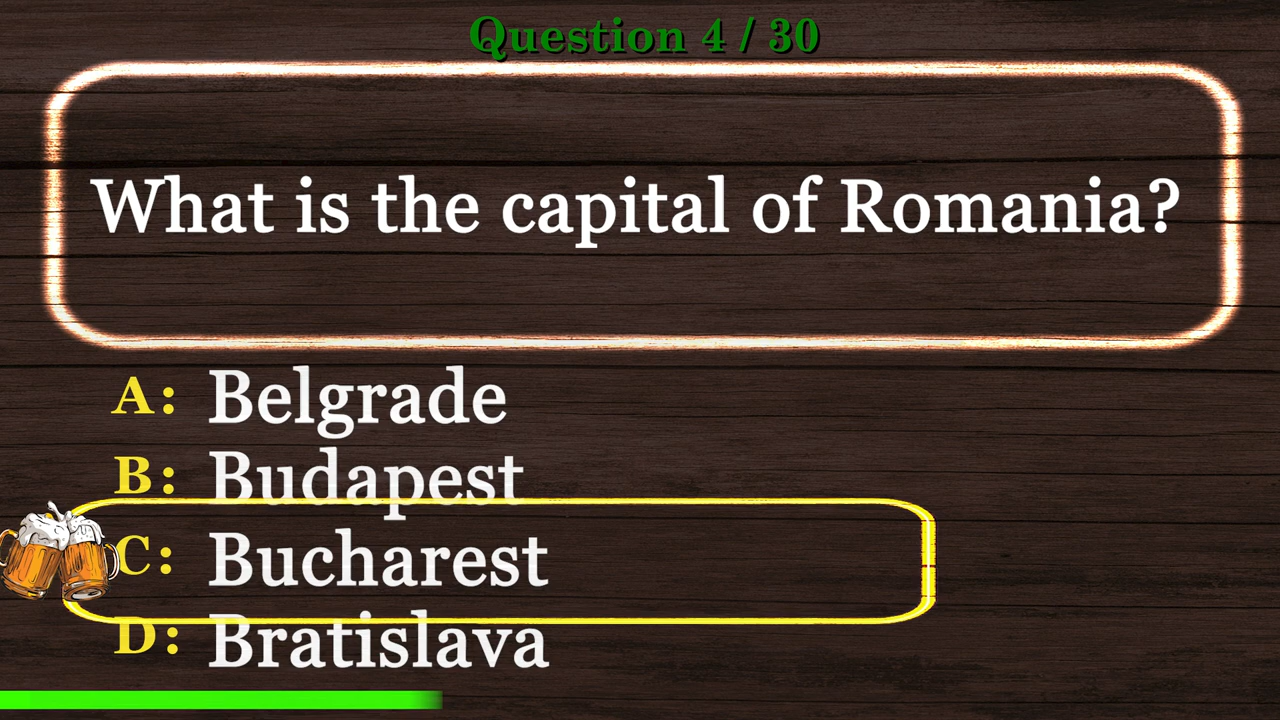 Question 4 / 30
What is the capital of Romania?
A: Belgrade
B: Budapest
C: Bucharest
D: Bratislava